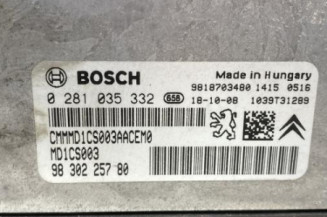 BOSCH
Made in Hungary
9818703480 1415 0516
0 281 035 332 658 18-10-08 1039T31289
CMMMD1CS003AACEM0
MD1CS003
98 302 257 80